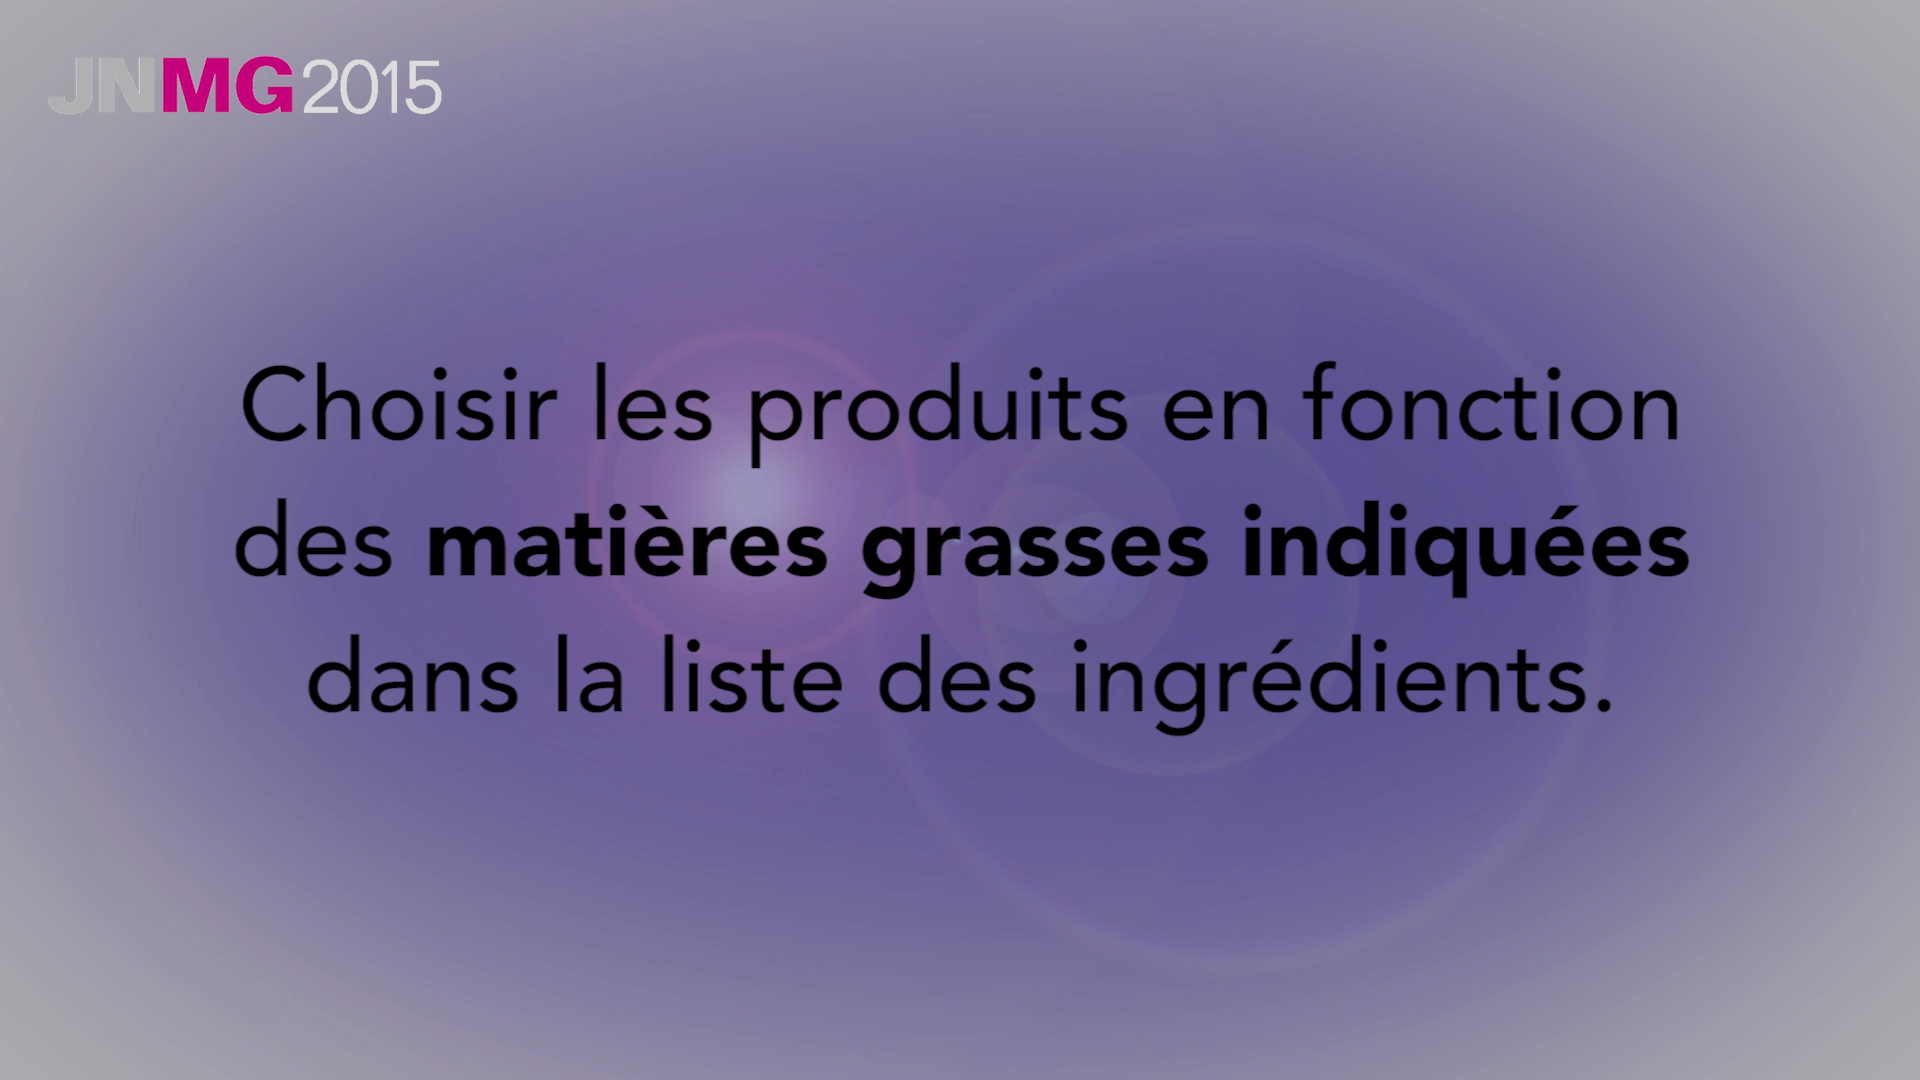 JNMG2015
Choisir les produits en fonction
des matières grasses indiquées
dans la liste des ingrédients.